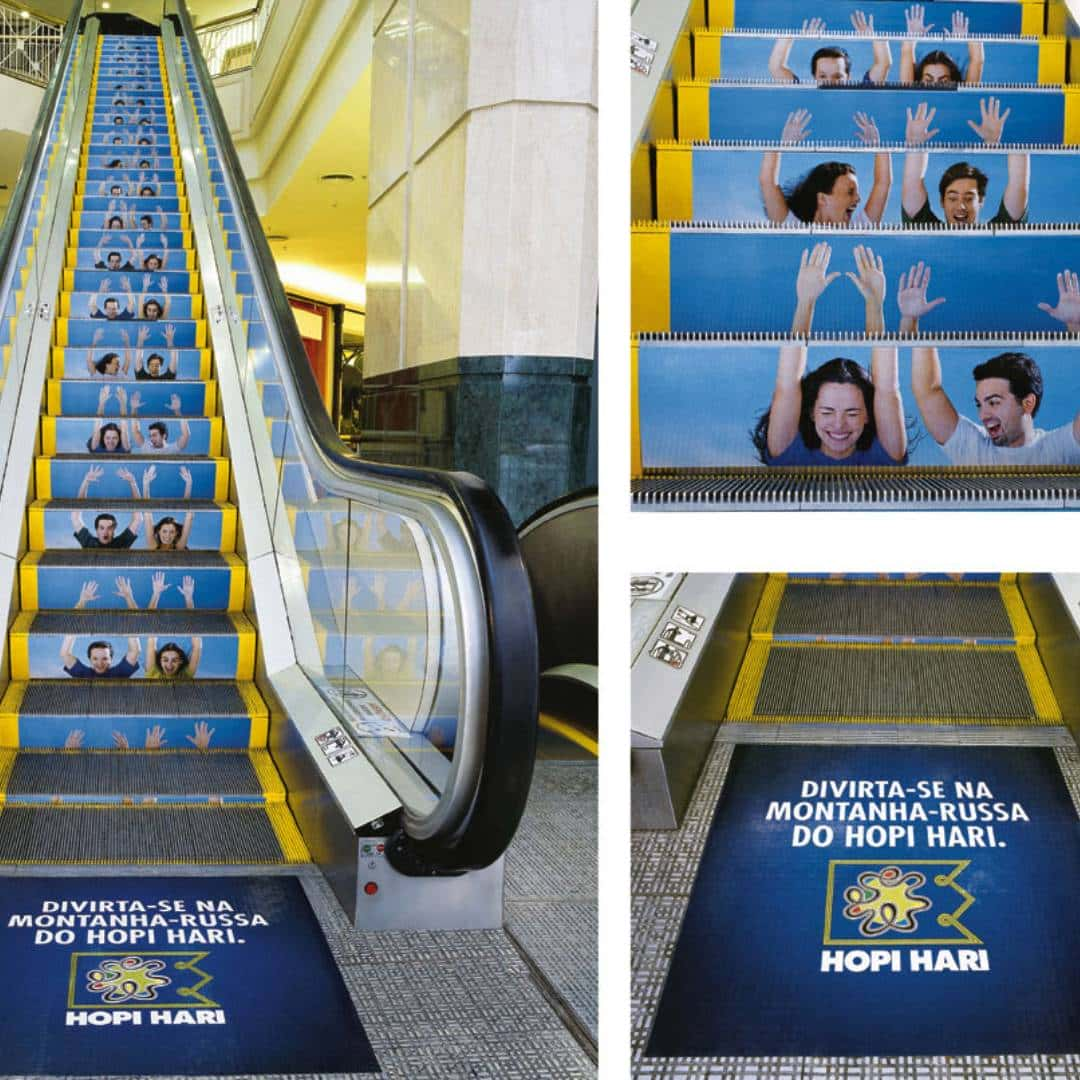 DIVIRTA-SE NA
MONTANHA-RUSSA
DO HOPI HARI.
HOPI HARI
DIVIRTA-SE NA
MONTANHA-RUSSA
DO HOPI HARI.
HOPI HARI